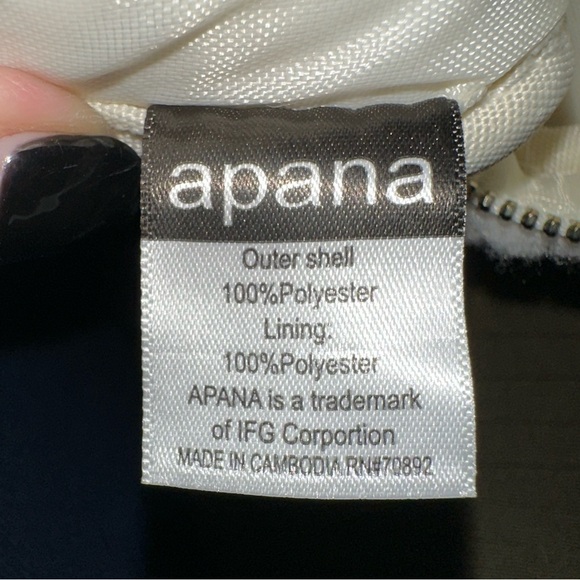 apana
Outer shell
100%Polyester
Lining:
100%Polyester
APANA is a trademark
of IFG Corportion
MADE IN CAMBODIA RN#70892